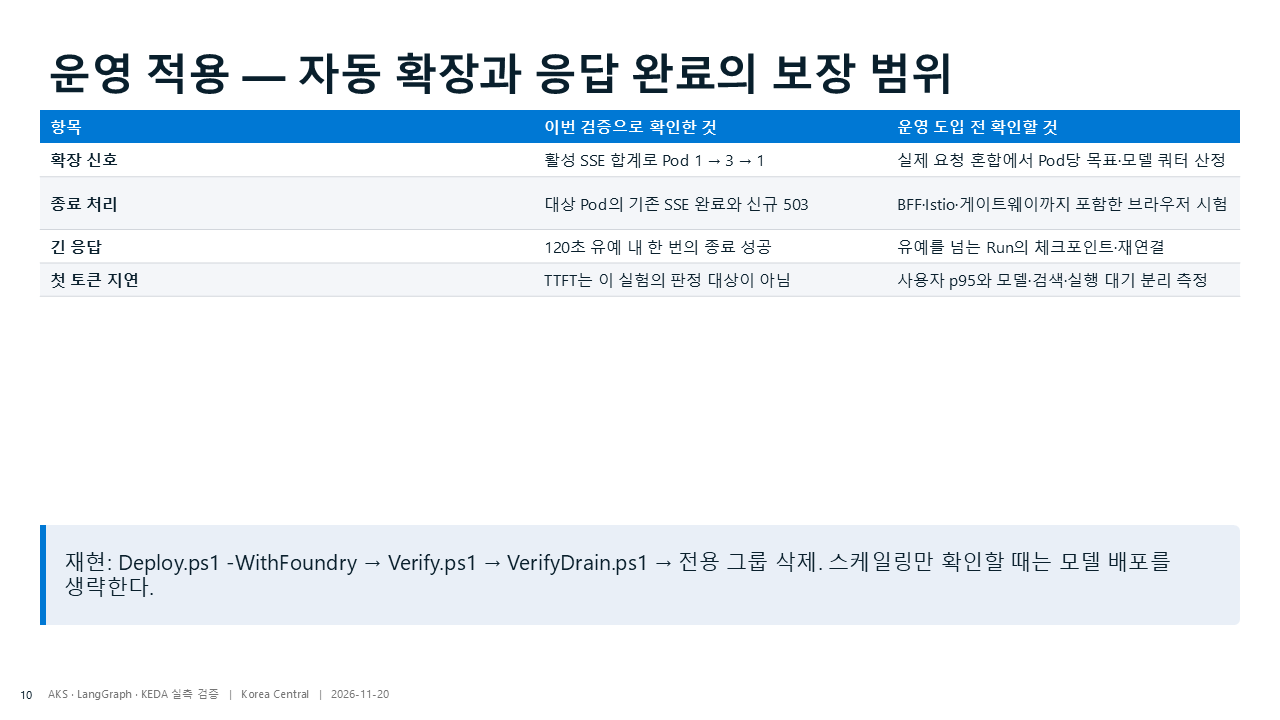 운영 적용 — 자동 확장과 응답 완료의 보장 범위
항목 이번 검증으로 확인한 것 운영 도입 전 확인할 것
확장 신호 활성 SSE 합계로 Pod 1 → 3 → 1 실제 요청 혼합에서 Pod당 목표·모델 쿼터 산정
종료 처리 대상 Pod의 기존 SSE 완료와 신규 503 BFF·Istio·게이트웨이까지 포함한 브라우저 시험
긴 응답 120초 유예 내 한 번의 종료 성공 유예를 넘는 Run의 체크포인트·재연결
첫 토큰 지연 TTFT는 이 실험의 판정 대상이 아님 사용자 p95와 모델·검색·실행 대기 분리 측정
재현: Deploy.ps1 -WithFoundry → Verify.ps1 → VerifyDrain.ps1 → 전용 그룹 삭제. 스케일링만 확인할 때는 모델 배포를
생략한다.
10 AKS · LangGraph · KEDA 실측 검증 | Korea Central | 2026-11-20